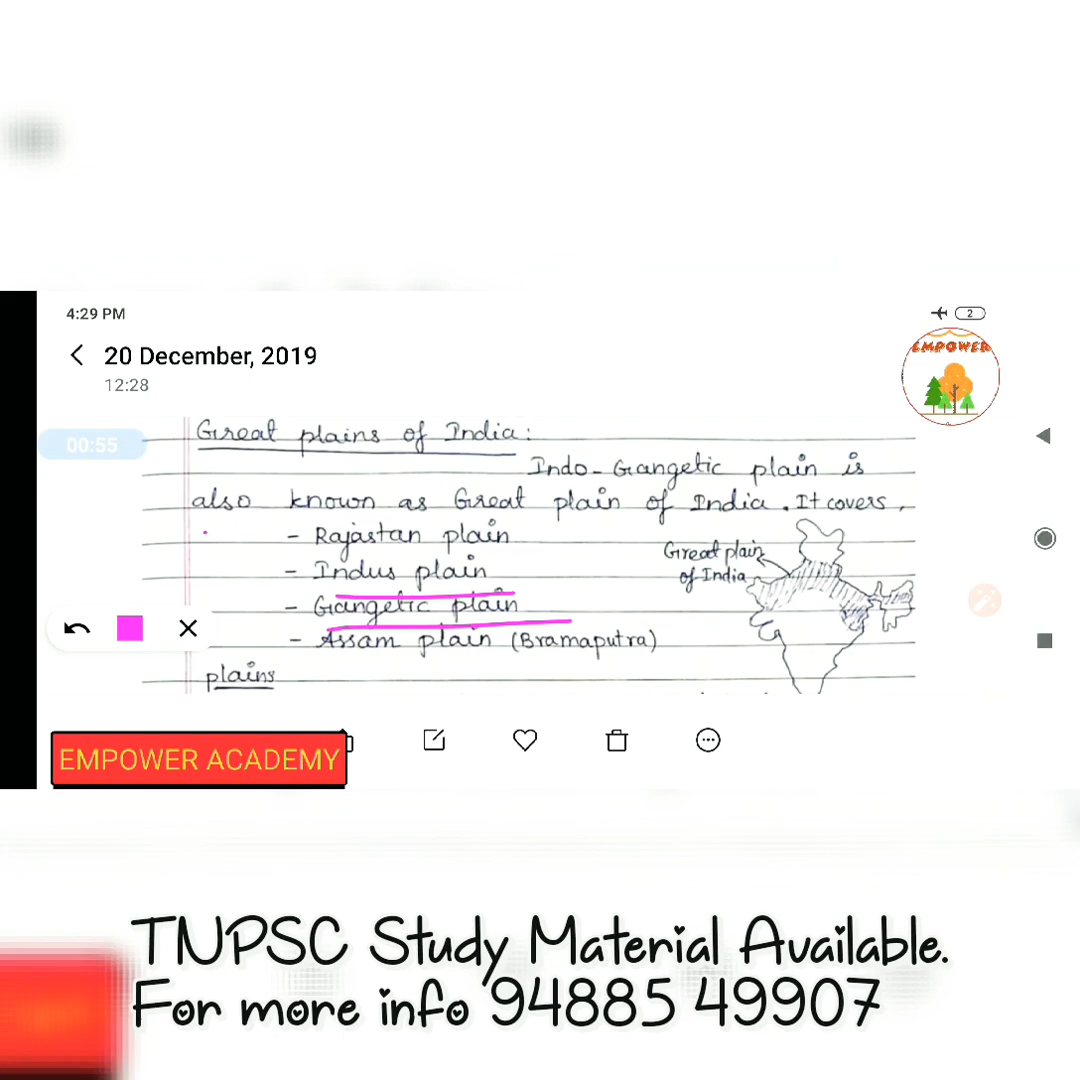 4:29 PM
2
20 December, 2019
12:28
EMPOWER
00:55
Great plains of India:
Indo-Gangetic plain is
also known as Great plain of India. It covers,
- Rajastan plain
- Indus plain
- Gangetic plain
- Assam plain (Bramaputra)
plains
Great plain
of India
EMPOWER ACADEMY
TNPSC Study Material Available.
For more info 94885 49907